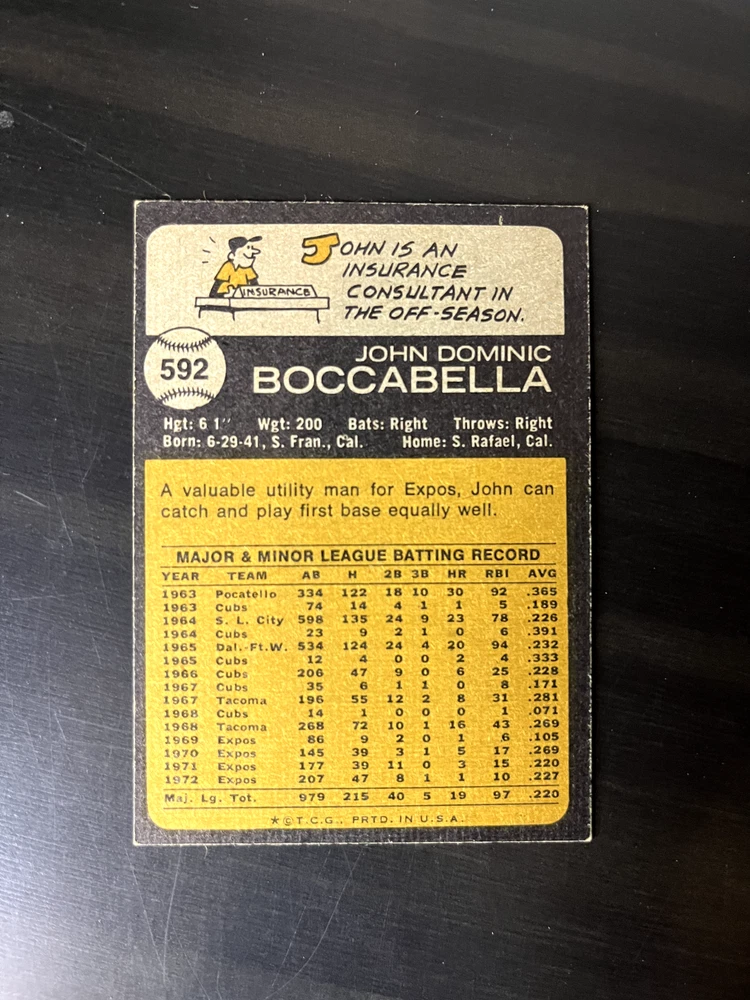 JOHN IS AN
INSURANCE
CONSULTANT IN
THE OFF-SEASON.
INSURANCE
592
JOHN DOMINIC
BOCCABELLA
Hgt: 6 1" Wgt: 200 Bats: Right Throws: Right
Born: 6-29-41, S. Fran., Cal. Home: S. Rafael, Cal.
A valuable utility man for Expos, John can
catch and play first base equally well.
MAJOR & MINOR LEAGUE BATTING RECORD
YEAR TEAM AB H 2B 3B HR RBI AVG
1963 Pocatello 334 122 18 10 30 92 .365
1963 Cubs 74 14 4 1 1 5 .189
1964 S. L. City 598 135 24 9 23 78 .226
1964 Cubs 23 9 2 1 0 6 .391
1965 Dal.-Ft.W. 534 124 24 4 20 94 .232
1965 Cubs 12 4 0 0 2 4 .333
1966 Cubs 206 47 9 0 6 25 .228
1967 Cubs 35 6 1 1 0 8 .171
1967 Tacoma 196 55 12 2 8 31 .281
1968 Cubs 14 1 0 0 0 1 .071
1968 Tacoma 268 72 10 1 16 43 .269
1969 Expos 86 9 2 0 1 6 .105
1970 Expos 145 39 3 1 5 17 .269
1971 Expos 177 39 11 0 3 15 .220
1972 Expos 207 47 8 1 1 10 .227
Maj. Lg. Tot. 979 215 40 5 19 97 .220
★©T.C.G., PRTD. IN U.S.A.